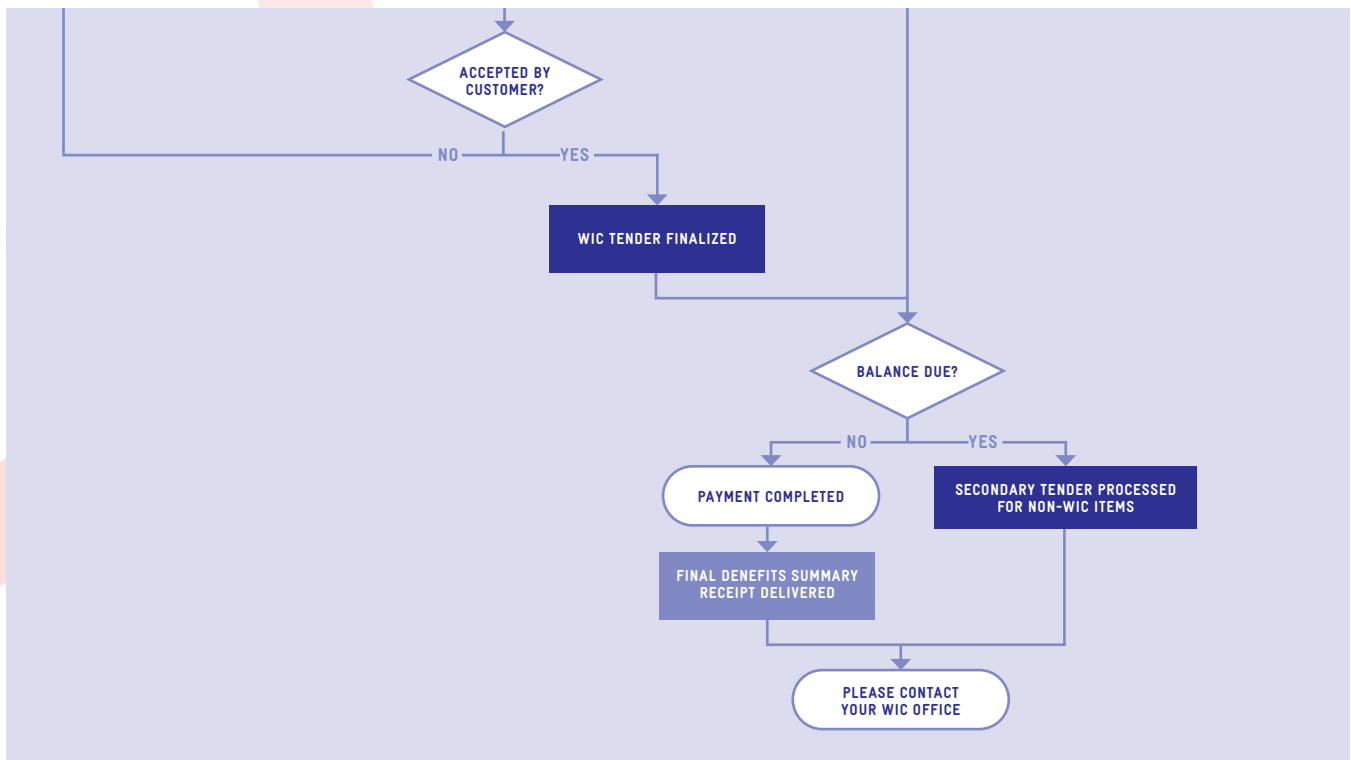 ACCEPTED BY
CUSTOMER?
NO
YES
WIC TENDER FINALIZED
BALANCE DUE?
NO
YES
PAYMENT COMPLETED
SECONDARY TENDER PROCESSED
FOR NON-WIC ITEMS
FINAL DENEFITS SUMMARY
RECEIPT DELIVERED
PLEASE CONTACT
YOUR WIC OFFICE